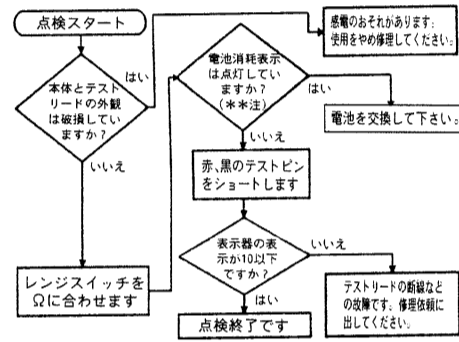 点検スタート
本体とテスト
リードの外観
は破損してい
ますか？
はい
いいえ
レンジスイッチを
Ωに合わせます
電池消耗表示
は点灯してい
ますか？
(＊＊注)
はい
いいえ
感電のおそれがあります；
使用をやめ修理してください。
電池を交換して下さい。
赤、黒のテストピン
をショートします
表示器の表
示が10以下
ですか？
いいえ
はい
テストリードの断線など
の故障です；修理依頼に
出してください。
点検終了です